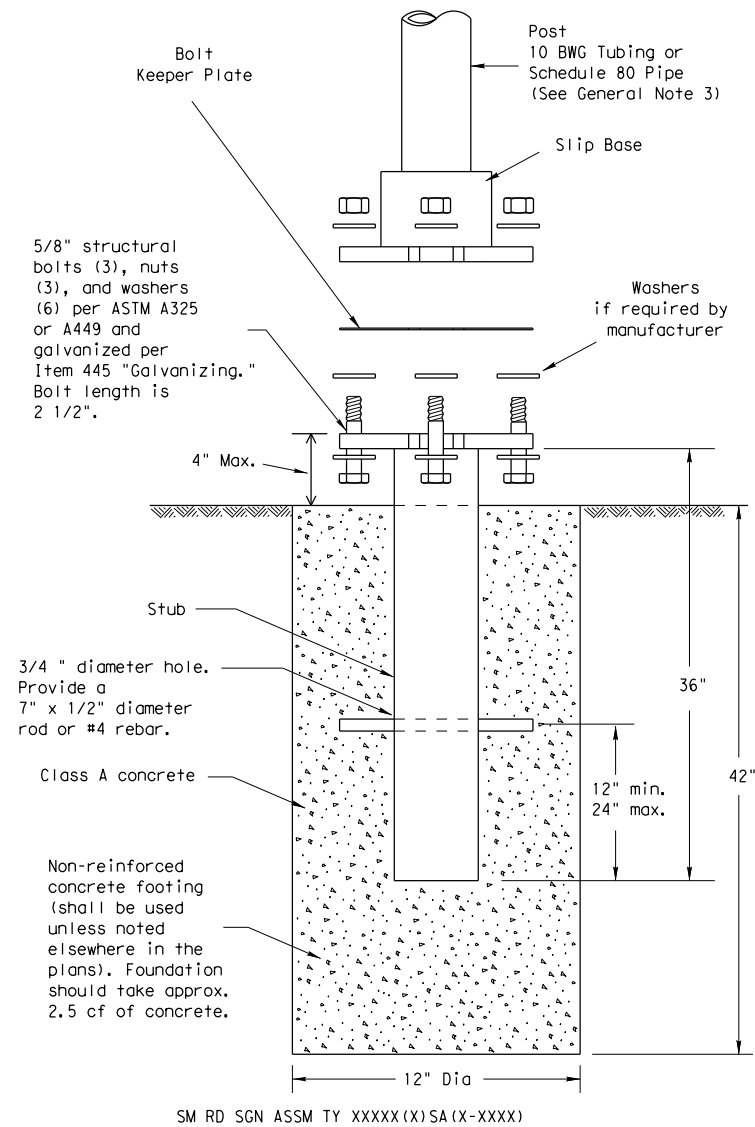 Post
10 BWG Tubing or
Schedule 80 Pipe
(See General Note 3)
Bolt
Keeper Plate
Slip Base
5/8" structural
bolts (3), nuts
(3), and washers
(6) per ASTM A325
or A449 and
galvanized per
Item 445 "Galvanizing."
Bolt length is
2 1/2".
Washers
if required by
manufacturer
4" Max.
Stub
3/4 " diameter hole.
Provide a
7" x 1/2" diameter
rod or #4 rebar.
36"
Class A concrete
12" min.
24" max.
42"
Non-reinforced
concrete footing
(shall be used
unless noted
elsewhere in the
plans). Foundation
should take approx.
2.5 cf of concrete.
12" Dia
SM RD SGN ASSM TY XXXXX(X)SA(X-XXXX)